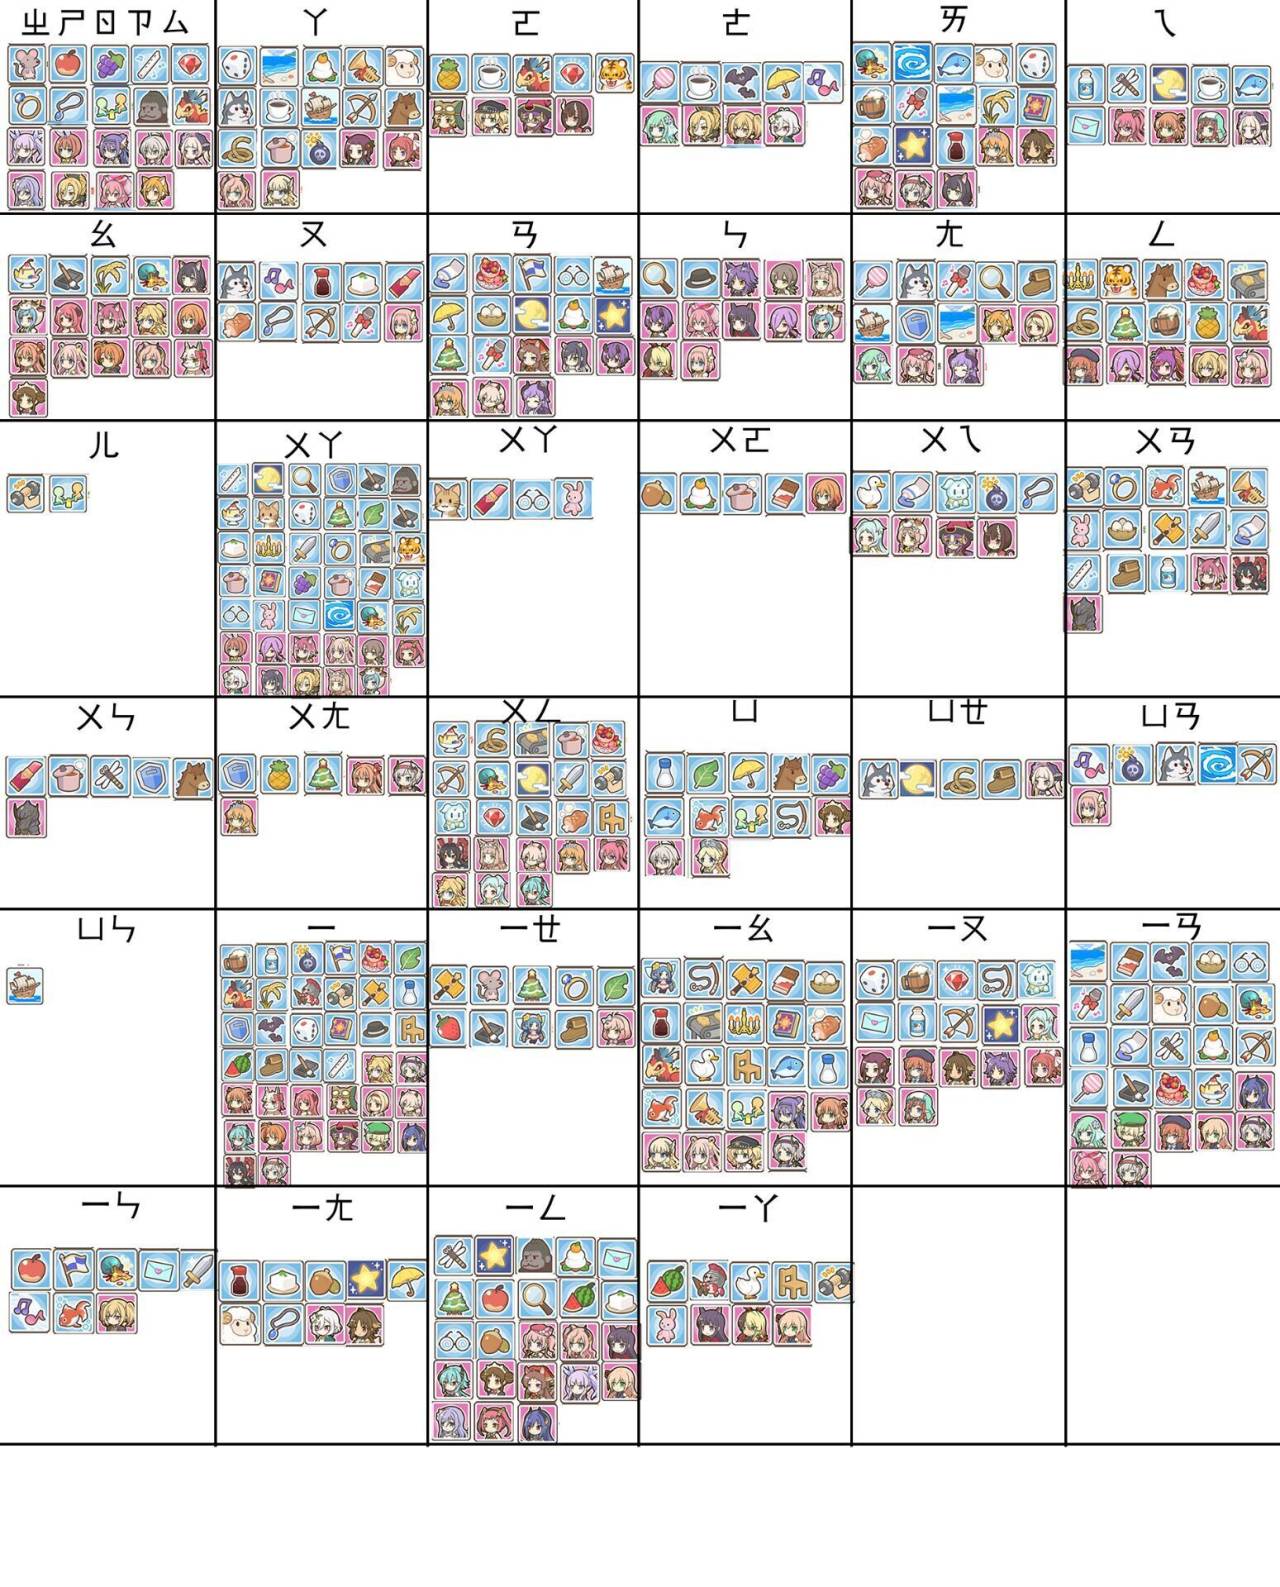 ㄓㄕㄖㄗㄙ
ㄚ
ㄛ
ㄜ
ㄞ
ㄟ
ㄠ
ㄡ
ㄢ
ㄣ
ㄤ
ㄥ
ㄦ
ㄨㄚ
ㄨㄚ
ㄨㄛ
ㄨㄟ
ㄨㄢ
ㄨㄣ
ㄨㄤ
ㄨㄥ
ㄩ
ㄩㄝ
ㄩㄢ
ㄩㄣ
ㄧ
ㄧㄝ
ㄧㄠ
ㄧㄡ
ㄧㄢ
ㄧㄣ
ㄧㄤ
ㄧㄥ
ㄧㄚ